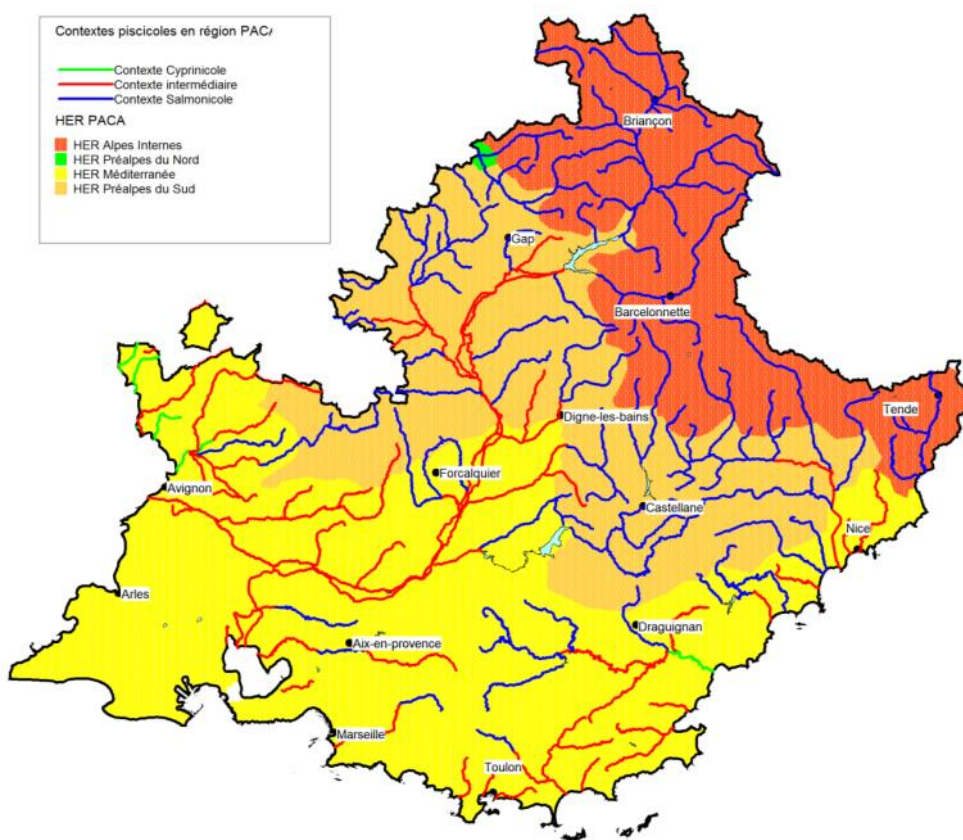 Contextes piscicoles en région PACA
Contexte Cyprinicole
Contexte intermédiaire
Contexte Salmonicole
HER PACA
HER Alpes Internes
HER Préalpes du Nord
HER Méditerranée
HER Préalpes du Sud
Briançon
Gap
Barcelonnette
Tende
Digne-les-bains
Forcalquier
Avignon
Castellane
Nice
Arles
Draguignan
Aix-en-provence
Marseille
Toulon